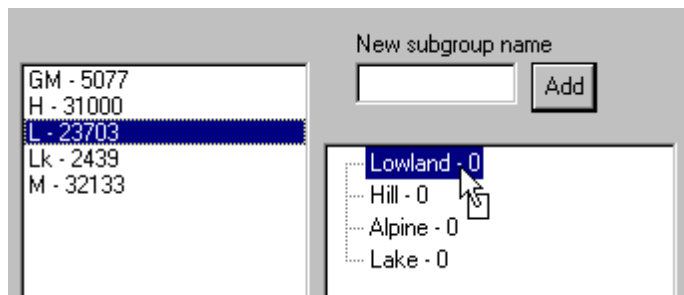 New subgroup name
Add
GM - 5077
H - 31000
L - 23703
Lk - 2439
M - 32133
Lowland - 0
Hill - 0
Alpine - 0
Lake - 0